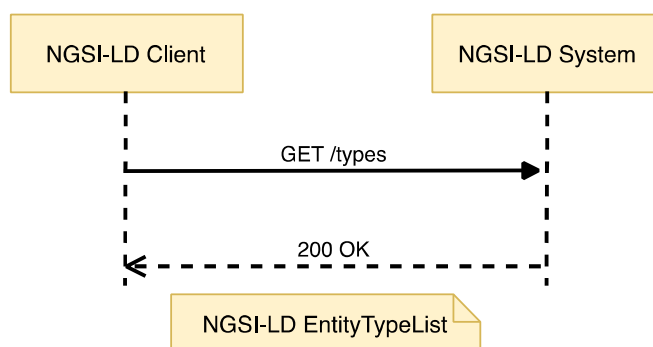 NGSI-LD Client
NGSI-LD System
GET /types
200 OK
NGSI-LD EntityTypeList